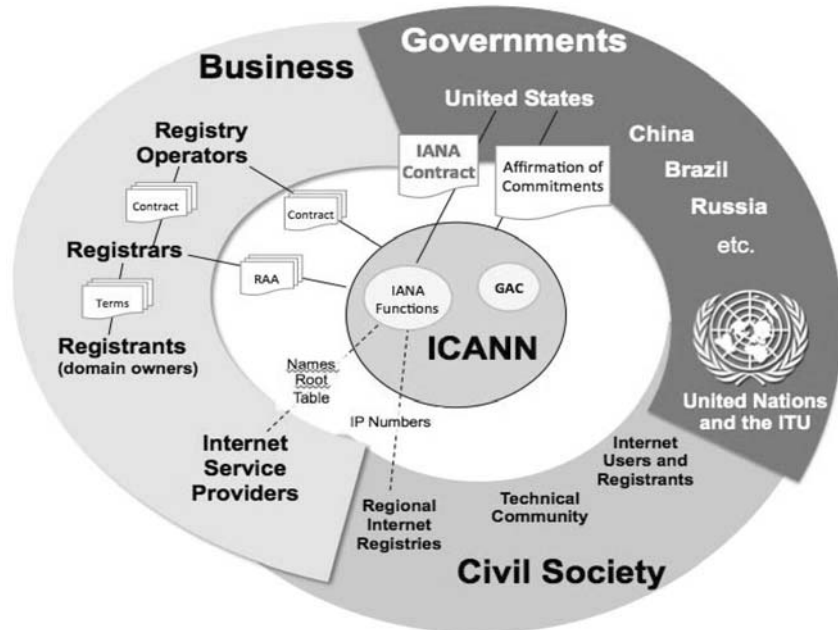 Governments
United States
China
Brazil
Russia
etc.
United Nations
and the ITU
IANA
Contract
Affirmation of
Commitments
Business
Registry
Operators
Contract
Contract
Registrars
RAA
Terms
Registrants
(domain owners)
IANA
Functions
GAC
ICANN
Names
Root
Table
IP Numbers
Internet
Service
Providers
Regional
Internet
Registries
Technical
Community
Internet
Users and
Registrants
Civil Society